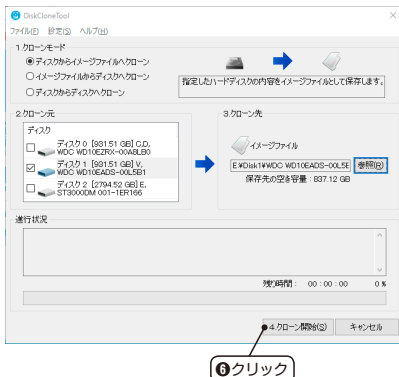 DiskCloneTool
ファイル(F) 設定(S) ヘルプ(H)
1.クローンモード
ディスクからイメージファイルへクローン
イメージファイルからディスクへクローン
ディスクからディスクへクローン
指定したハードディスクの内容をイメージファイルとして保存します。
2.クローン元
ディスク
ディスク 0 [931.51 GB] C,D,
WDC WD10EZRX-00A8LB0
ディスク 1 [931.51 GB] V,
WDC WD10EADS-00L5B1
ディスク 2 [2794.52 GB] E,
ST3000DM 001-1ER166
3.クローン先
イメージファイル
E:¥Disk1¥WDC WD10EADS-00L5E 参照(R)
保存先の空き容量 : 837.12 GB
進行状況
残り時間 : 00 : 00 : 00 0 %
4.クローン開始(S) キャンセル
❻クリック